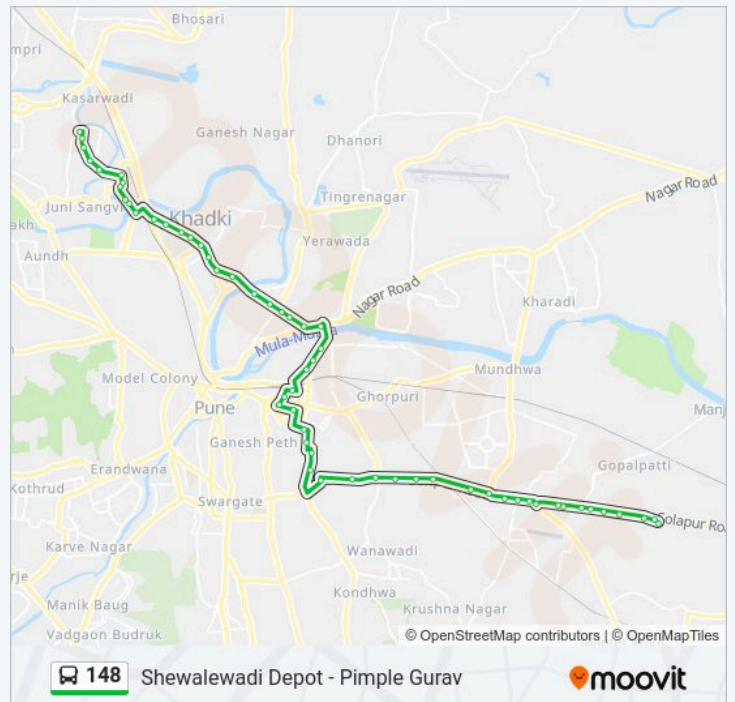 Bhosari
mpri
Kasarwadi
Ganesh Nagar
Dhanori
Nagar Road
Tingrenagar
Juni Sangv
Khadki
akh
Yerawada
Aundh
Nagar Road
Kharadi
Mula-Mutha
Mundhwa
Model Colony
Ghorpuri
Pune
Manj
Ganesh Peth
Erandwana
Gopalpatti
Kothrud
Swargate
Solapur Ro
Karve Nagar
Wanawadi
rje
Kondhwa
Manik Baug
Krushna Nagar
Vadgaon Budruk
© OpenStreetMap contributors | © OpenMapTiles
148 Shewalewadi Depot - Pimple Gurav
moovit